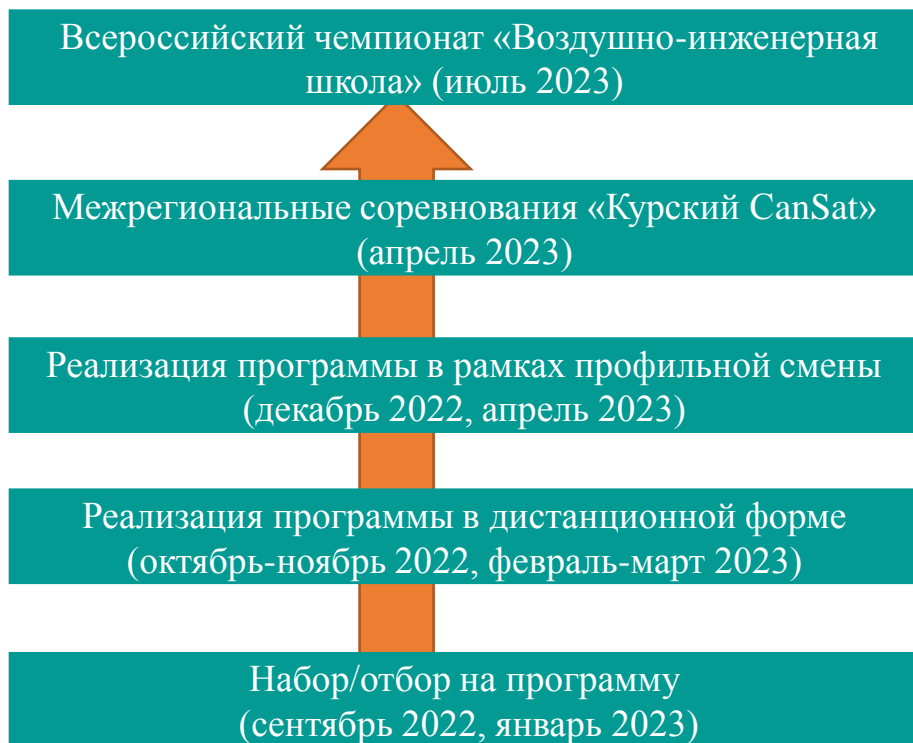 Всероссийский чемпионат «Воздушно-инженерная
школа» (июль 2023)
Межрегиональные соревнования «Курский CanSat»
(апрель 2023)
Реализация программы в рамках профильной смены
(декабрь 2022, апрель 2023)
Реализация программы в дистанционной форме
(октябрь-ноябрь 2022, февраль-март 2023)
Набор/отбор на программу
(сентябрь 2022, январь 2023)